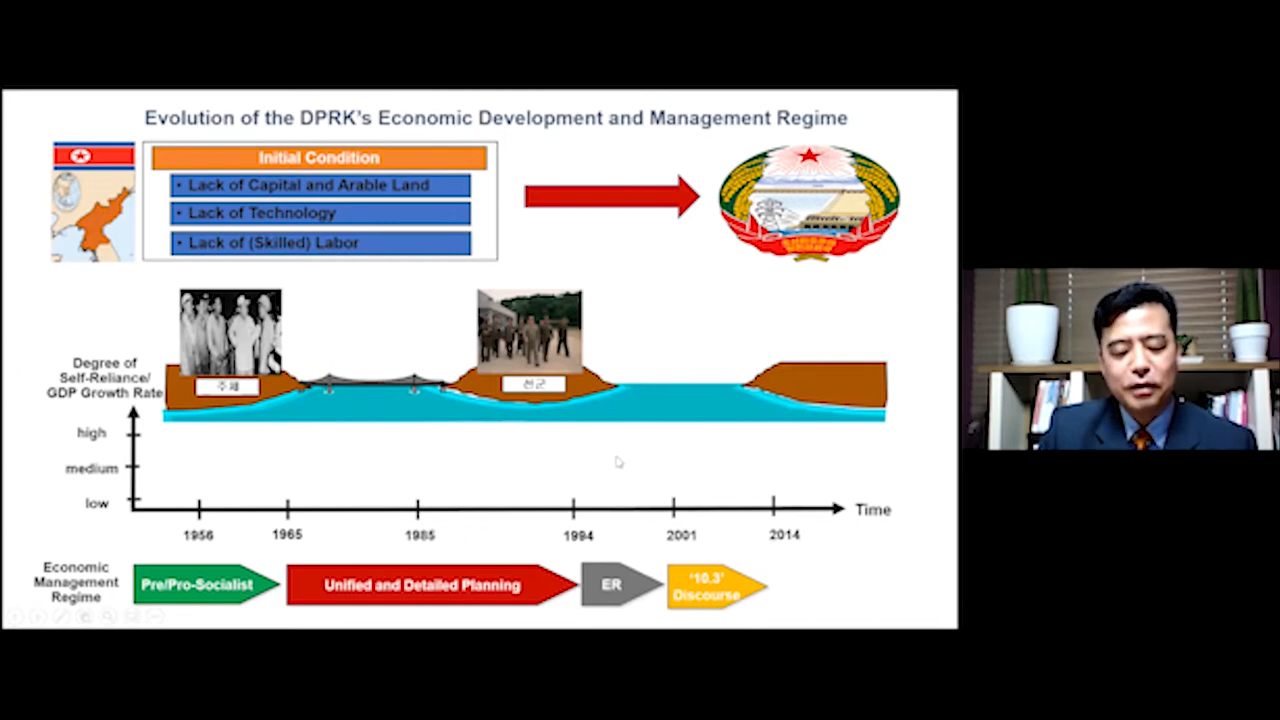 Evolution of the DPRK's Economic Development and Management Regime
Initial Condition
• Lack of Capital and Arable Land
• Lack of Technology
• Lack of (Skilled) Labor
주체
선군
Degree of
Self-Reliance/
GDP Growth Rate
high
medium
low
Time
1956
1965
1985
1994
2001
2014
Economic
Management
Regime
Pre/Pro-Socialist
Unified and Detailed Planning
ER
'10.3'
Discourse